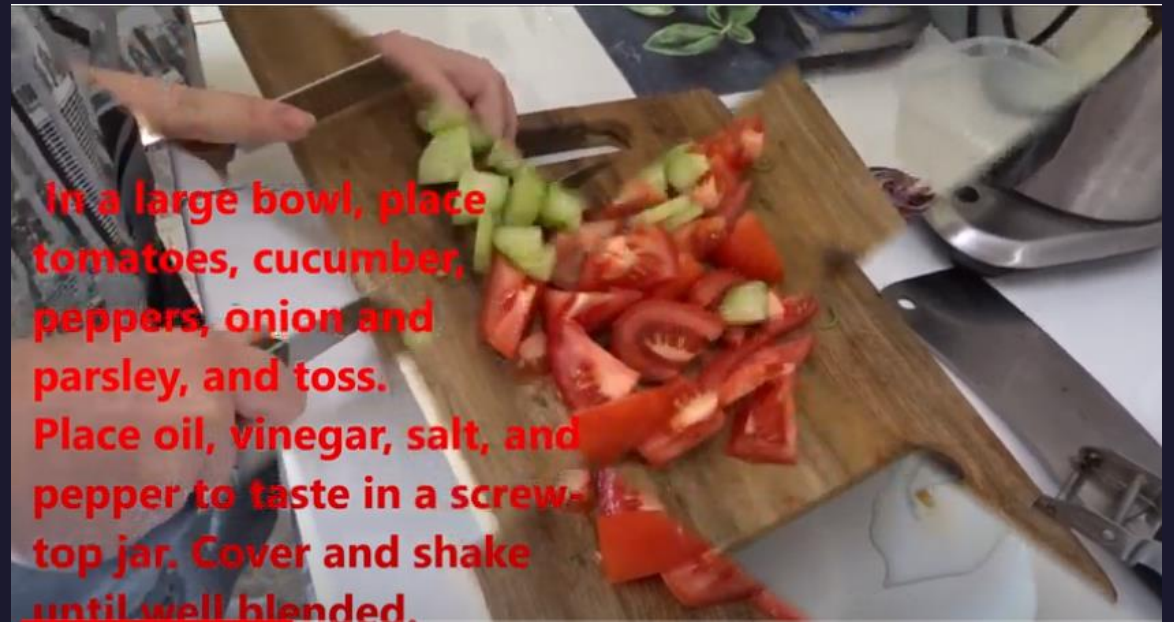 In a large bowl, place
tomatoes, cucumber,
peppers, onion and
parsley, and toss.
Place oil, vinegar, salt, and
pepper to taste in a screw-
top jar. Cover and shake
until well blended.